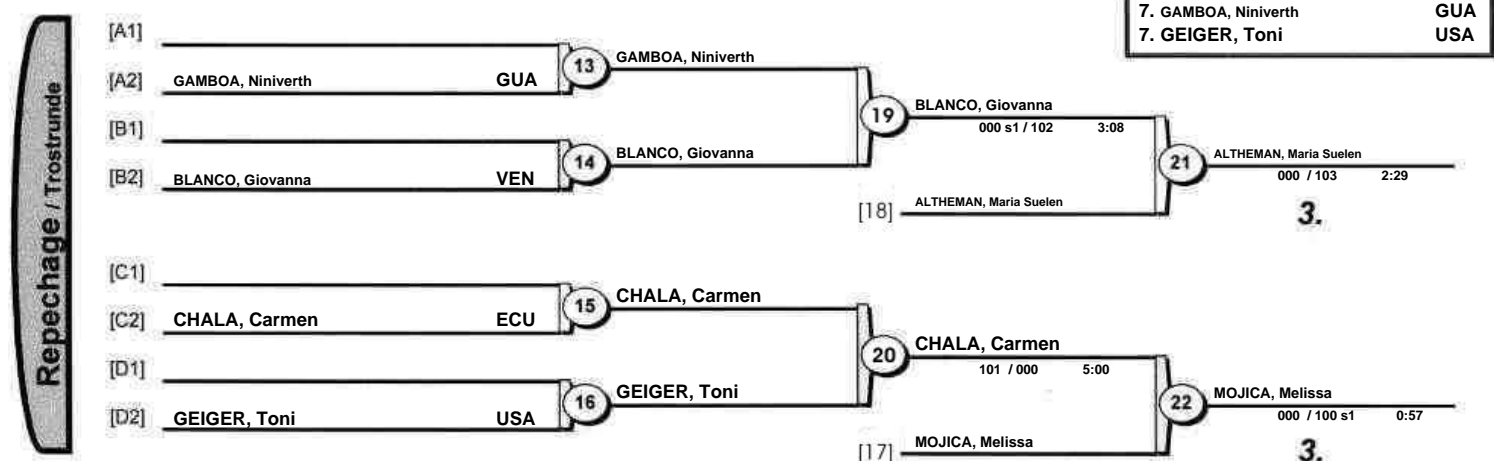 7. GAMBOA, Niniverth GUA
7. GEIGER, Toni USA
Repechage / Trostrunde
[A1]
[A2] GAMBOA, Niniverth GUA
13 GAMBOA, Niniverth
[B1]
[B2] BLANCO, Giovanna VEN
14 BLANCO, Giovanna
19 BLANCO, Giovanna
000 s1 / 102 3:08
[18] ALTHEMAN, Maria Suelen
21 ALTHEMAN, Maria Suelen
000 / 103 2:29
3.
[C1]
[C2] CHALA, Carmen ECU
15 CHALA, Carmen
[D1]
[D2] GEIGER, Toni USA
16 GEIGER, Toni
20 CHALA, Carmen
101 / 000 5:00
[17] MOJICA, Melissa
22 MOJICA, Melissa
000 / 100 s1 0:57
3.